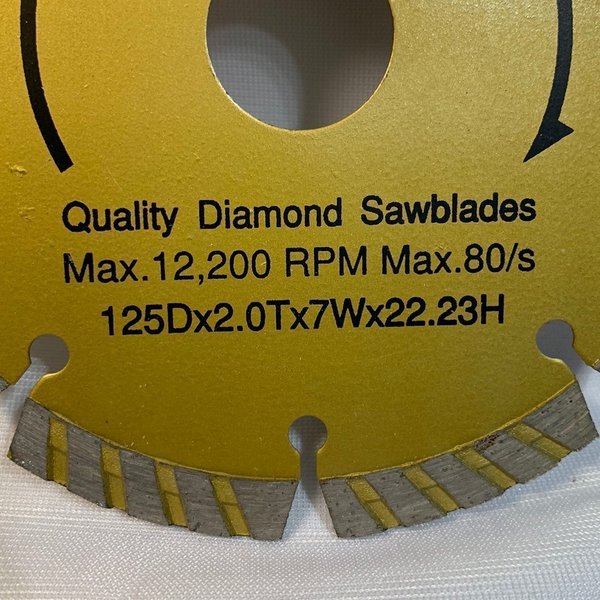 Quality Diamond Sawblades
Max.12,200 RPM Max.80/s
125Dx2.0Tx7Wx22.23H